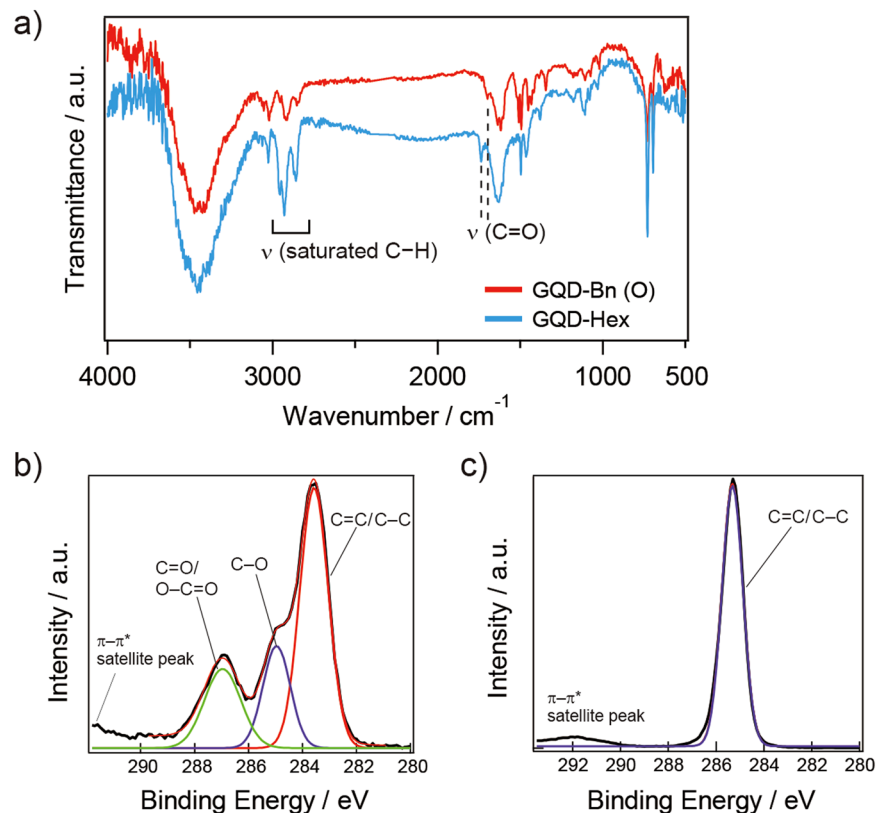 a)
Transmittance / a.u.
ν (saturated C−H)
ν (C=O)
GQD-Bn (O)
GQD-Hex
4000 3000 2000 1000 500
Wavenumber / cm⁻¹
b)
Intensity / a.u.
C=C/C–C
C–O
C=O/
O–C=O
π–π*
satellite peak
290 288 286 284 282 280
Binding Energy / eV
c)
Intensity / a.u.
C=C/C–C
π–π*
satellite peak
292 290 288 286 284 282 280
Binding Energy / eV